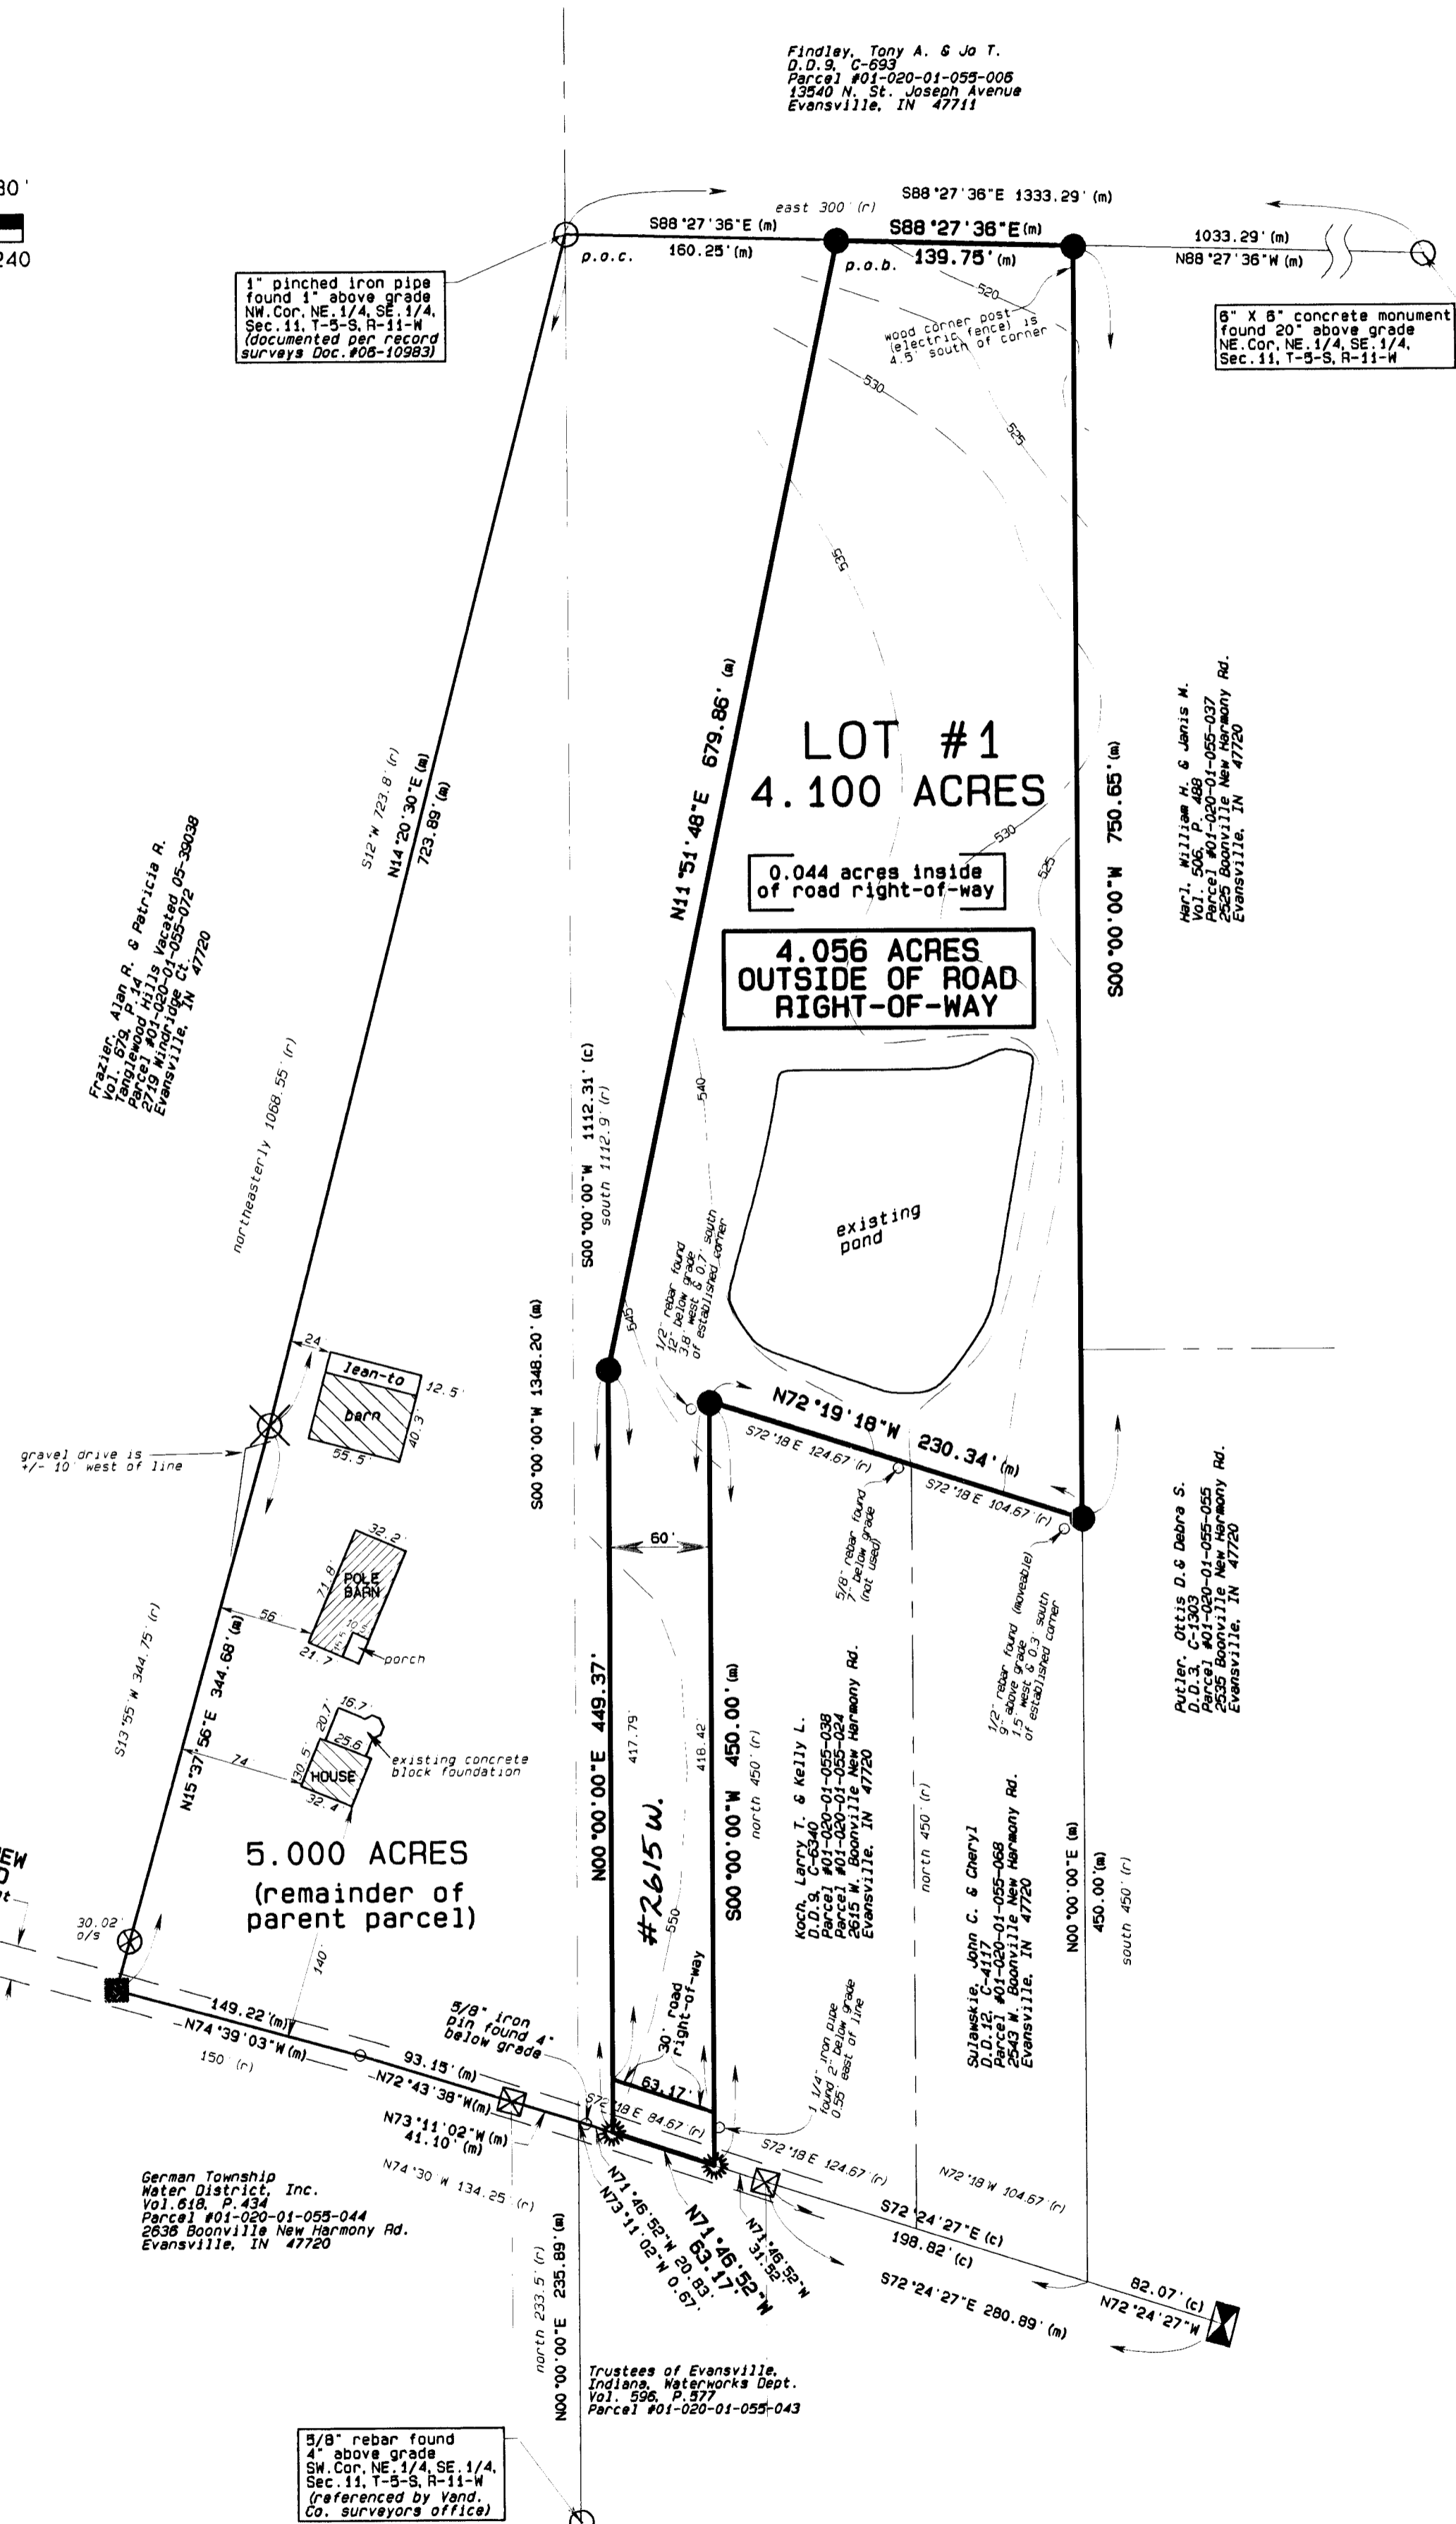 Findley, Tony A. & Jo T.
D.D.9, C-693
Parcel #01-020-01-055-006
13540 N. St. Joseph Avenue
Evansville, IN 47711
30'
240
S88°27'36"E 1333.29' (m)
east 300' (r)
S88°27'36"E (m)
160.25' (m)
S88°27'36"E (m)
139.75' (m)
1033.29' (m)
N88°27'36"W (m)
p.o.c.
p.o.b.
1" pinched iron pipe
found 1" above grade
NW.Cor, NE.1/4, SE.1/4,
Sec.11, T-5-S, R-11-W
(documented per record
surveys Doc.#06-10983)
6" X 6" concrete monument
found 20" above grade
NE.Cor, NE.1/4, SE.1/4,
Sec.11, T-5-S, R-11-W
520
wood corner post
(electric fence) is
4.5' south of corner
530
525
535
N11°51'48"E 679.86' (m)
S12°W 723.8' (r)
N14°20'30"E (m)
723.89' (m)
LOT #1
4.100 ACRES
0.044 acres inside
of road right-of-way
4.056 ACRES
OUTSIDE OF ROAD
RIGHT-OF-WAY
530
525
S00°00'00"W 750.65' (m)
Harl, William H. & Janis M.
Vol. 506, P. 488
Parcel #01-020-01-055-037
2525 Boonville New Harmony Rd.
Evansville, IN 47720
Frazier, Alan R. & Patricia R.
Vol. 679, P.14
Tanglewood Hills Vacated 05-39038
Parcel #01-020-01-055-072
2719 Windridge Ct.
Evansville, IN 47720
northeasterly 1068.55' (r)
S00°00'00"W 1112.31' (c)
south 1112.9' (r)
S00°00'00"W 1348.20' (m)
540
545
existing
pond
1/2" rebar found
12" below grade
3.8' west & 0.7' south
of established corner
24'
lean-to
12.5'
barn
40.3'
55.5'
gravel drive is
+/- 10' west of line
N72°19'18"W 230.34' (m)
S72°18'E 124.67' (r)
S72°18'E 104.67' (r)
5/8" rebar found
7" below grade
(not used)
1/2" rebar found (moveable)
9" above grade
1.5' west & 0.3' south
of established corner
60'
32.2'
71.8'
POLE
BARN
56'
21.7'
porch
S13°55'W 344.75' (r)
N15°37'56"E 344.68' (m)
16.7'
20.7'
25.6'
30.5'
HOUSE
32.4'
74'
existing concrete
block foundation
5.000 ACRES
(remainder of
parent parcel)
140'
30.02'
o/s
N00°00'00"E 449.37'
417.79'
#2615 W.
550
418.42'
S00°00'00"W 450.00' (m)
north 450' (r)
Koch, Larry T. & Kelly L.
D.D.9, C-6340
Parcel #01-020-01-055-038
Parcel #01-020-01-055-024
2615 W. Boonville New Harmony Rd.
Evansville, IN 47720
north 450' (r)
Sulawskie, John C. & Cheryl
D.D.12, C-4117
Parcel #01-020-01-055-068
2543 W. Boonville New Harmony Rd.
Evansville, IN 47720
N00°00'00"E (m)
450.00' (m)
south 450' (r)
Putler, Ottis D.& Debra S.
D.D.3, C-1303
Parcel #01-020-01-055-055
2535 Boonville New Harmony Rd.
Evansville, IN 47720
149.22' (m)
N74°39'03"W (m)
150' (r)
93.15' (m)
N72°43'38"W(m)
N73°11'02"W (m)
41.10' (m)
N74°30'W 134.25' (r)
5/8" iron
pin found 4"
below grade
30' road
right-of-way
63.17'
S72°18'E 84.67' (r)
1 1/4" iron pipe
found 2" below grade
0.55' east of line
S72°18'E 124.67' (r)
N72°18'W 104.67' (r)
S72°24'27"E (c)
198.82' (c)
S72°24'27"E 280.89' (m)
82.07' (c)
N72°24'27"W
N71°46'52"W
31.52'
N71°46'52"W
63.17'
N71°46'52"W 20.83'
N73°11'02"W 0.67'
German Township
Water District, Inc.
Vol.618, P.434
Parcel #01-020-01-055-044
2636 Boonville New Harmony Rd.
Evansville, IN 47720
north 233.5' (r)
N00°00'00"E 235.89' (m)
Trustees of Evansville,
Indiana, Waterworks Dept.
Vol. 596, P.577
Parcel #01-020-01-055-043
5/8" rebar found
4" above grade
SW.Cor, NE.1/4, SE.1/4,
Sec.11, T-5-S, R-11-W
(referenced by Vand.
Co. surveyors office)